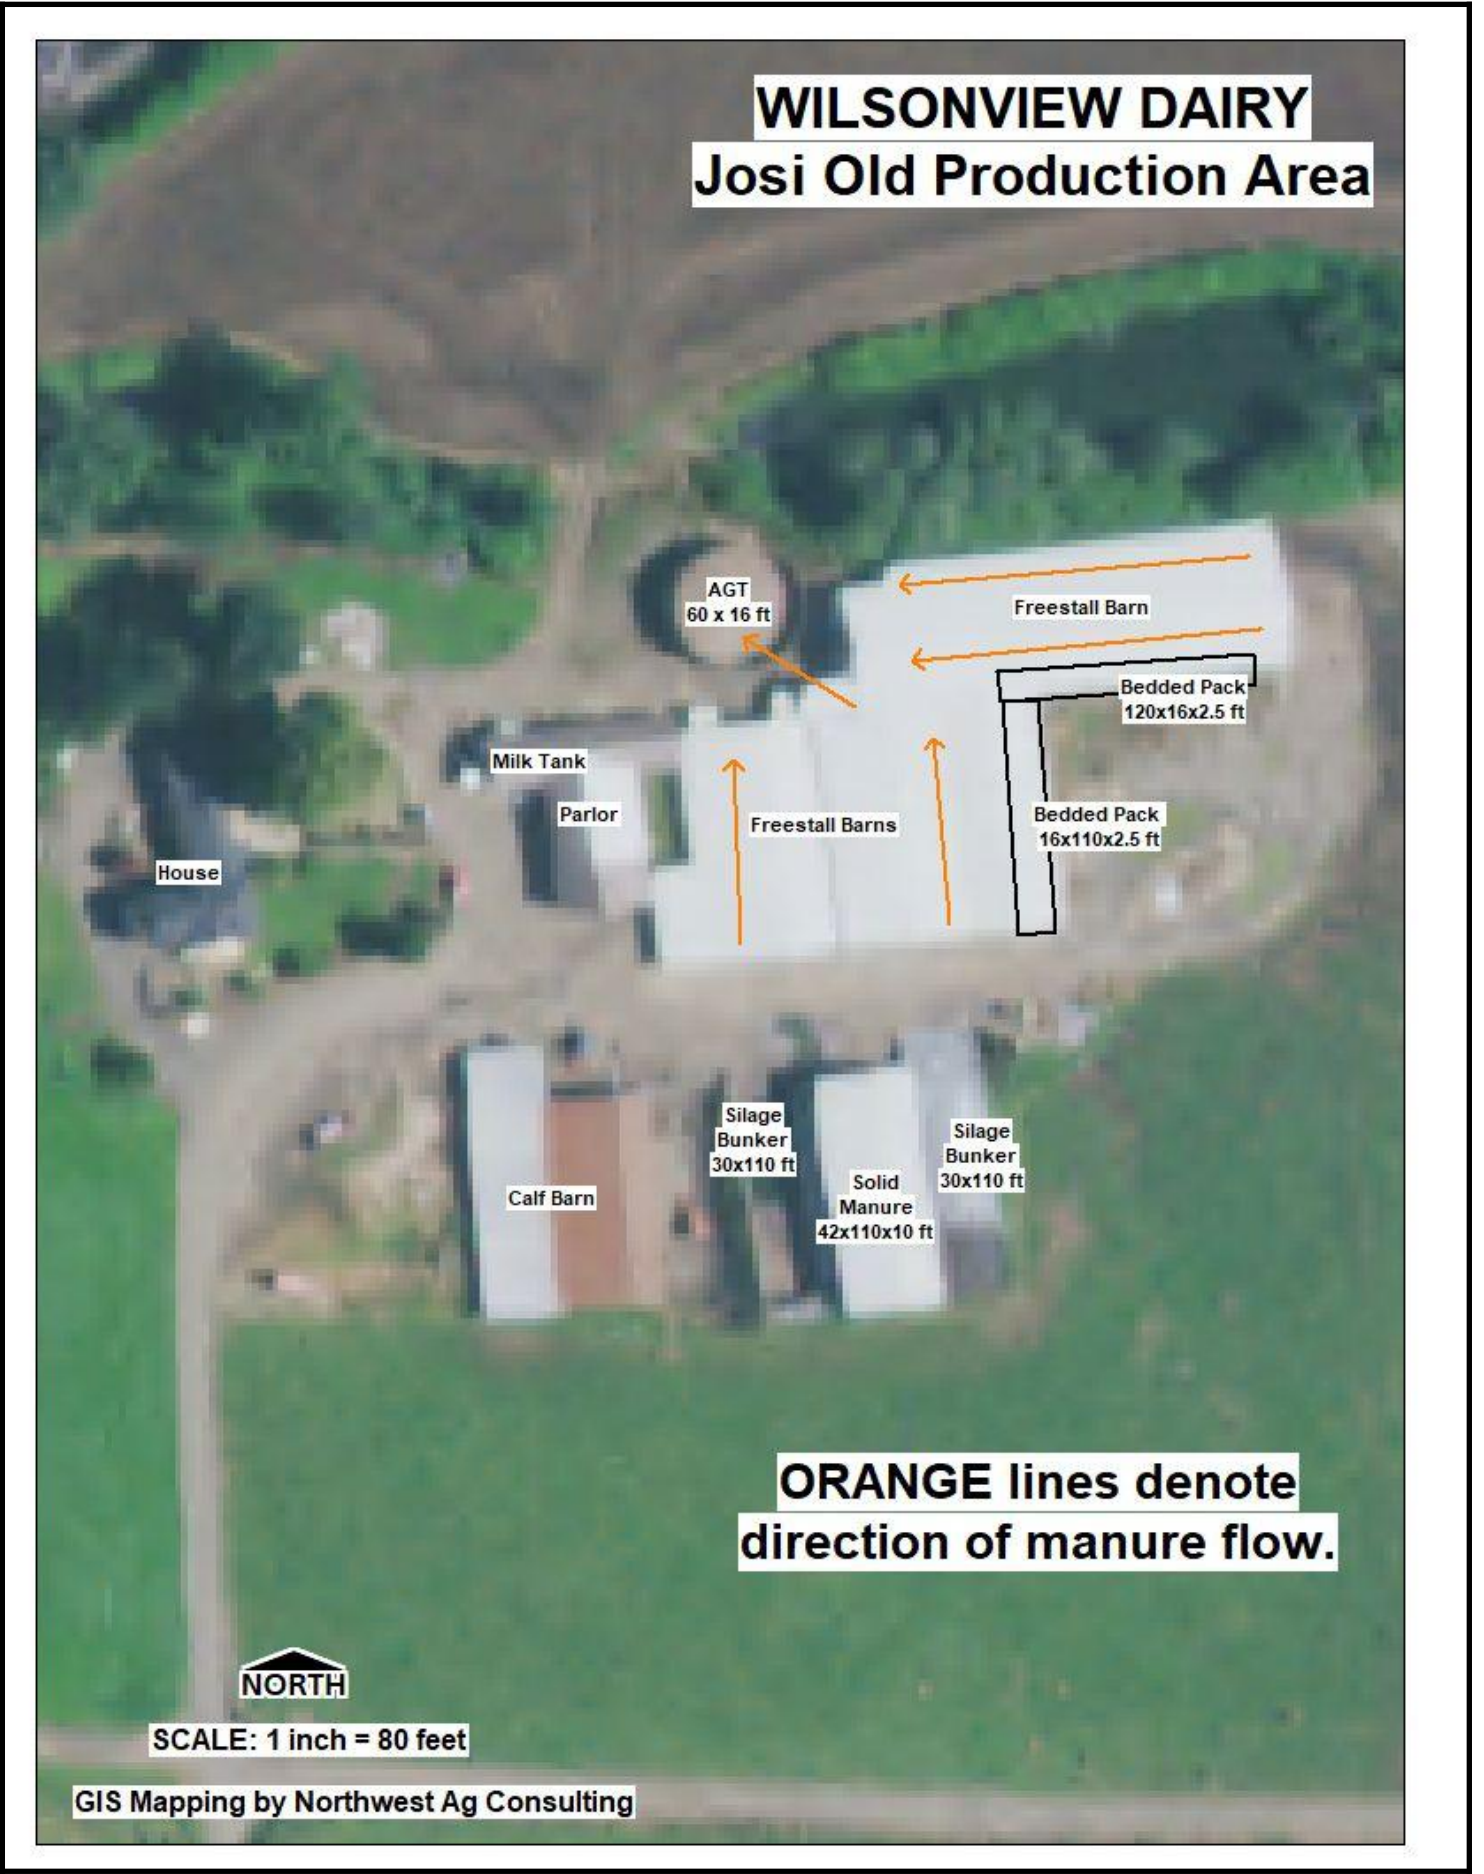 WILSONVIEW DAIRY
Josi Old Production Area
AGT
60 x 16 ft
Freestall Barn
Bedded Pack
120x16x2.5 ft
Milk Tank
Parlor
Freestall Barns
Bedded Pack
16x110x2.5 ft
House
Silage
Bunker
30x110 ft
Silage
Bunker
30x110 ft
Solid
Manure
42x110x10 ft
Calf Barn
ORANGE lines denote
direction of manure flow.
NORTH
SCALE: 1 inch = 80 feet
GIS Mapping by Northwest Ag Consulting